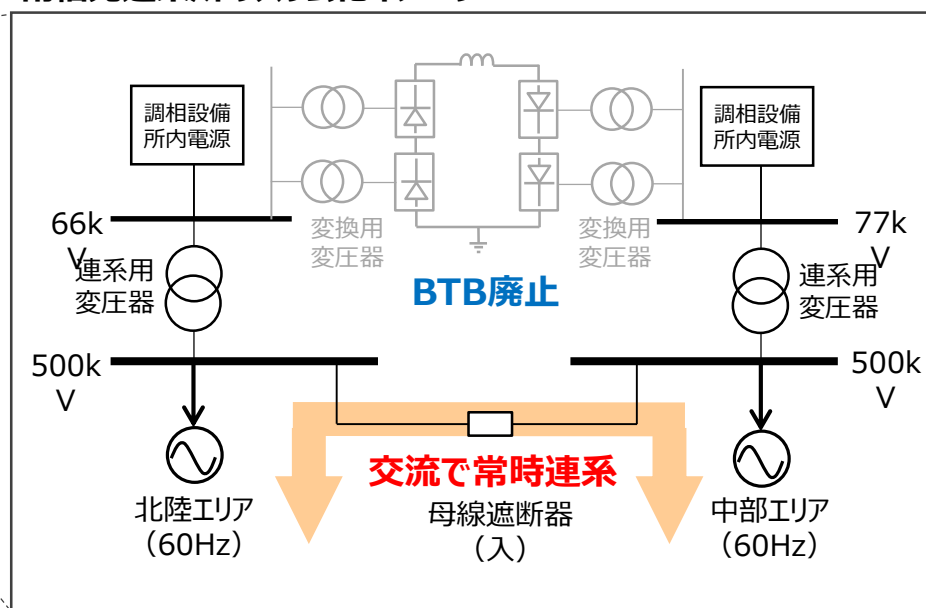 調相設備
所内電源
調相設備
所内電源
66k
V
変換用
変圧器
変換用
変圧器
77k
V
連系用
変圧器
BTB廃止
連系用
変圧器
500k
V
500k
V
交流で常時連系
北陸エリア
（60Hz）
母線遮断器
（入）
中部エリア
（60Hz）